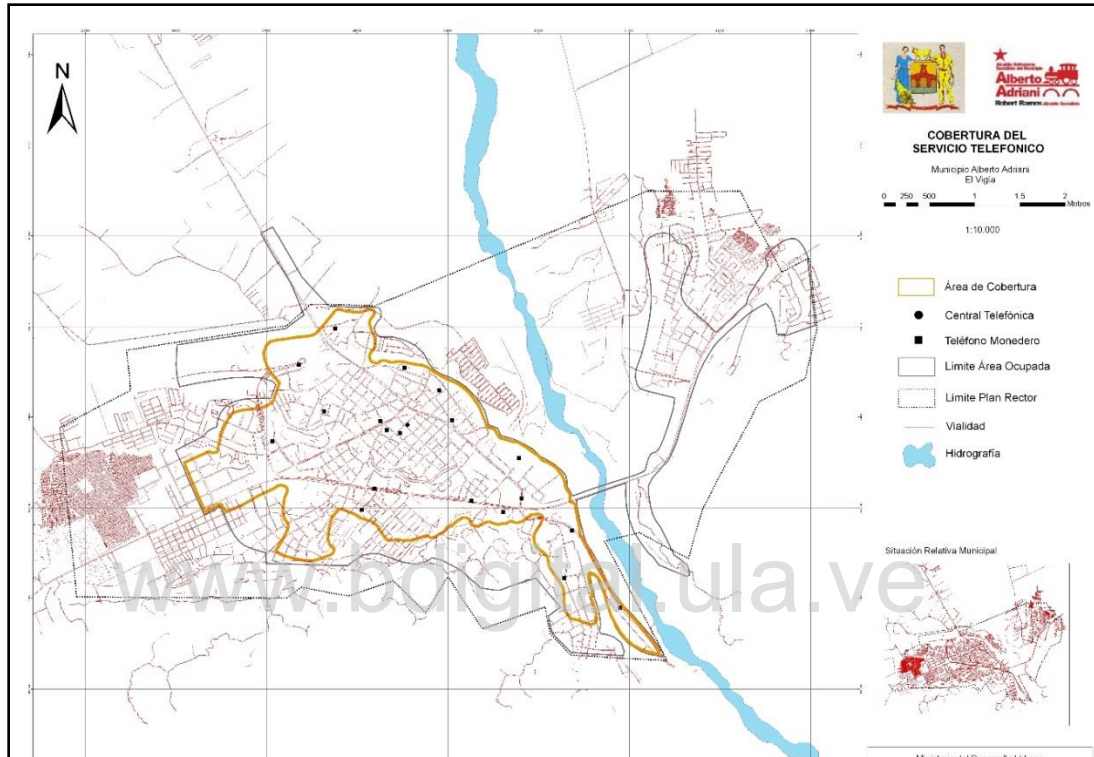 N
Alberto
Adriani
Robert Ramos Alcalde Socialista
COBERTURA DEL
SERVICIO TELEFONICO
Municipio Alberto Adriani
El Vigía
0 250 500 1 1.5 2
Metros
1:10.000
Área de Cobertura
Central Telefónica
Teléfono Monedero
Límite Área Ocupada
Límite Plan Rector
Vialidad
Hidrografía
Situación Relativa Municipal
www.bdigital.ula.ve